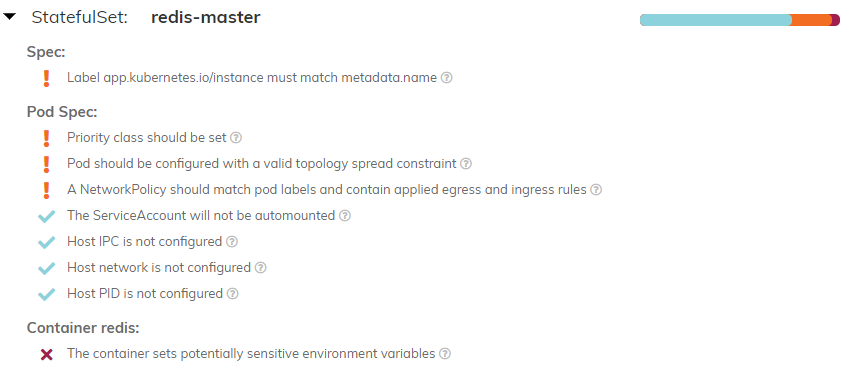 StatefulSet: redis-master
Spec:
Label app.kubernetes.io/instance must match metadata.name
Pod Spec:
Priority class should be set
Pod should be configured with a valid topology spread constraint
A NetworkPolicy should match pod labels and contain applied egress and ingress rules
The ServiceAccount will not be automounted
Host IPC is not configured
Host network is not configured
Host PID is not configured
Container redis:
The container sets potentially sensitive environment variables